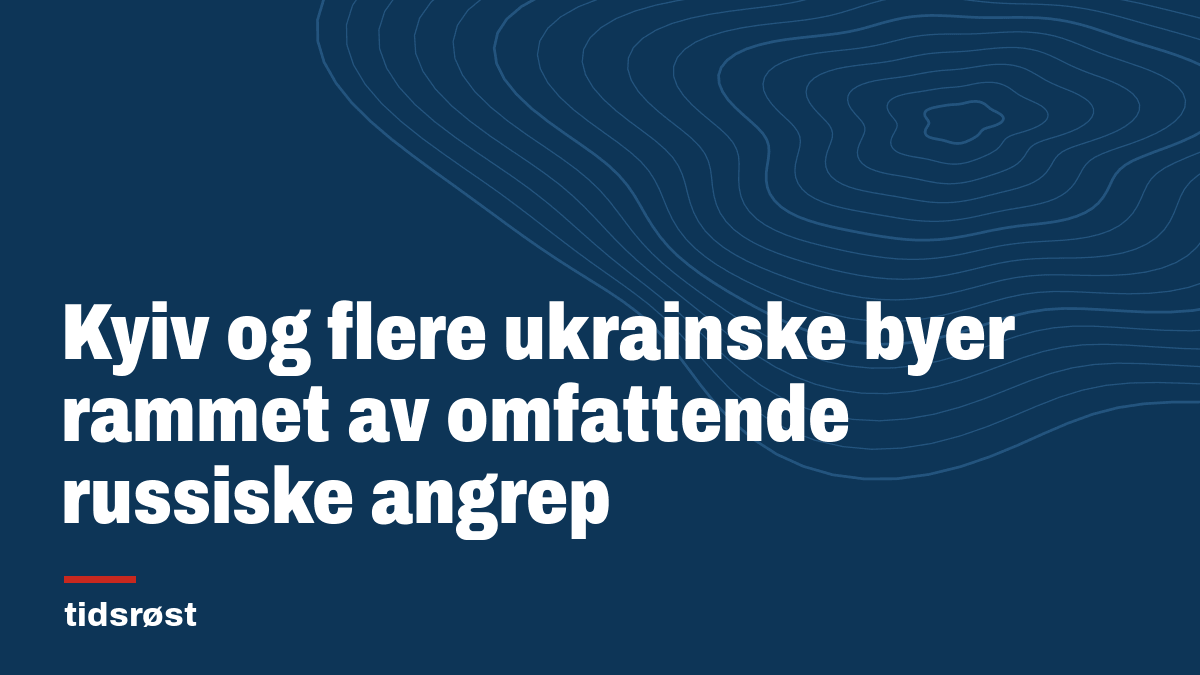 Kyiv og flere ukrainske byer
rammet av omfattende
russiske angrep
tidsrøst